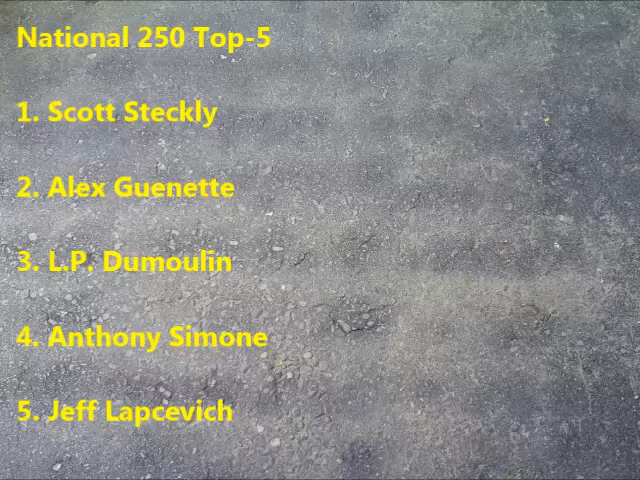 National 250 Top-5
1. Scott Steckly
2. Alex Guenette
3. L.P. Dumoulin
4. Anthony Simone
5. Jeff Lapcevich